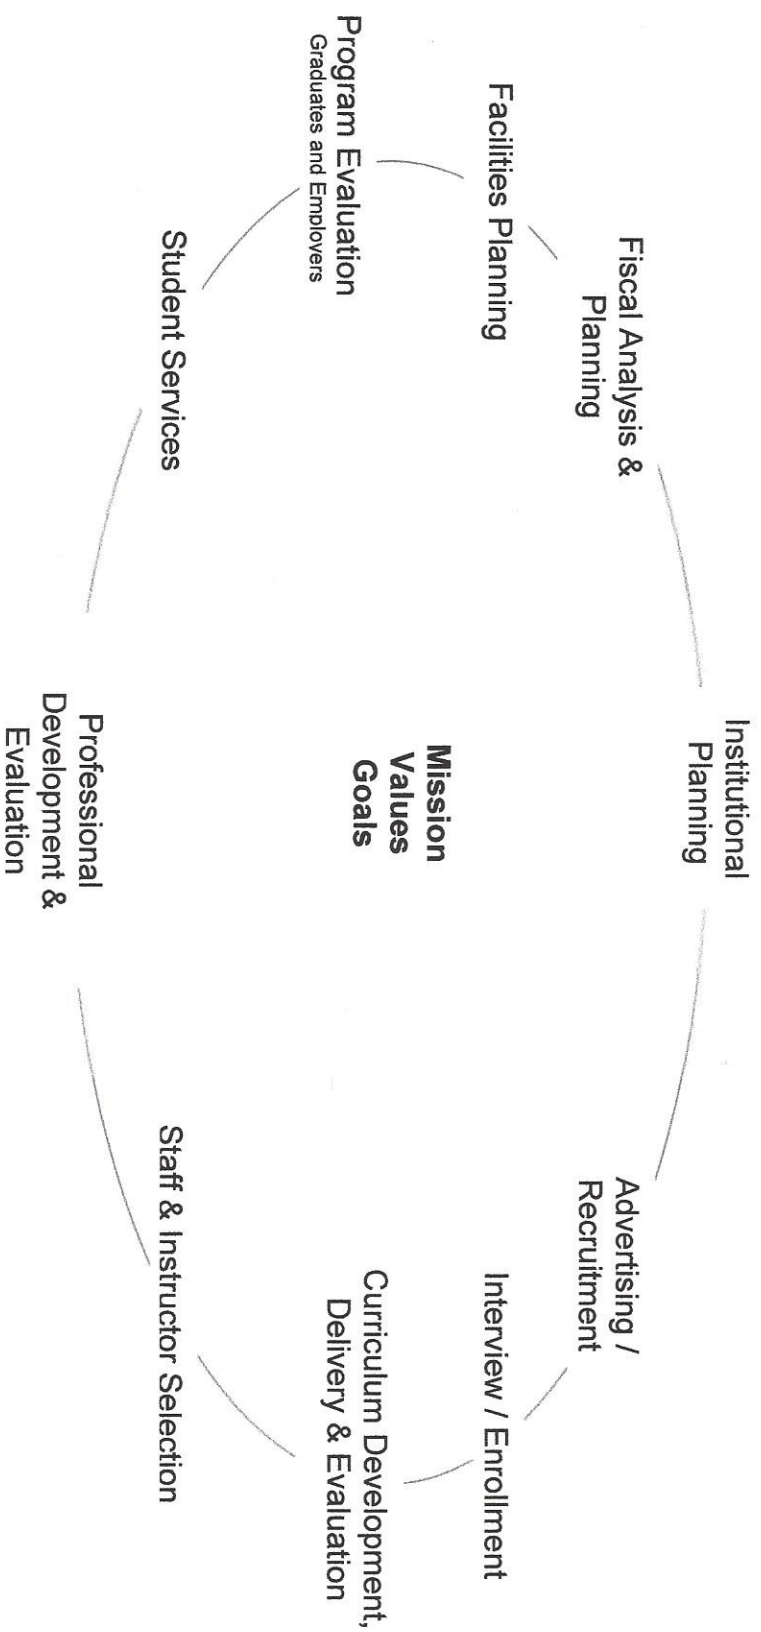 Institutional
Planning
Advertising /
Recruitment
Interview / Enrollment
Curriculum Development,
Delivery & Evaluation
Staff & Instructor Selection
Professional
Development &
Evaluation
Student Services
Program Evaluation
Graduates and Employers
Facilities Planning
Fiscal Analysis &
Planning
Mission
Values
Goals